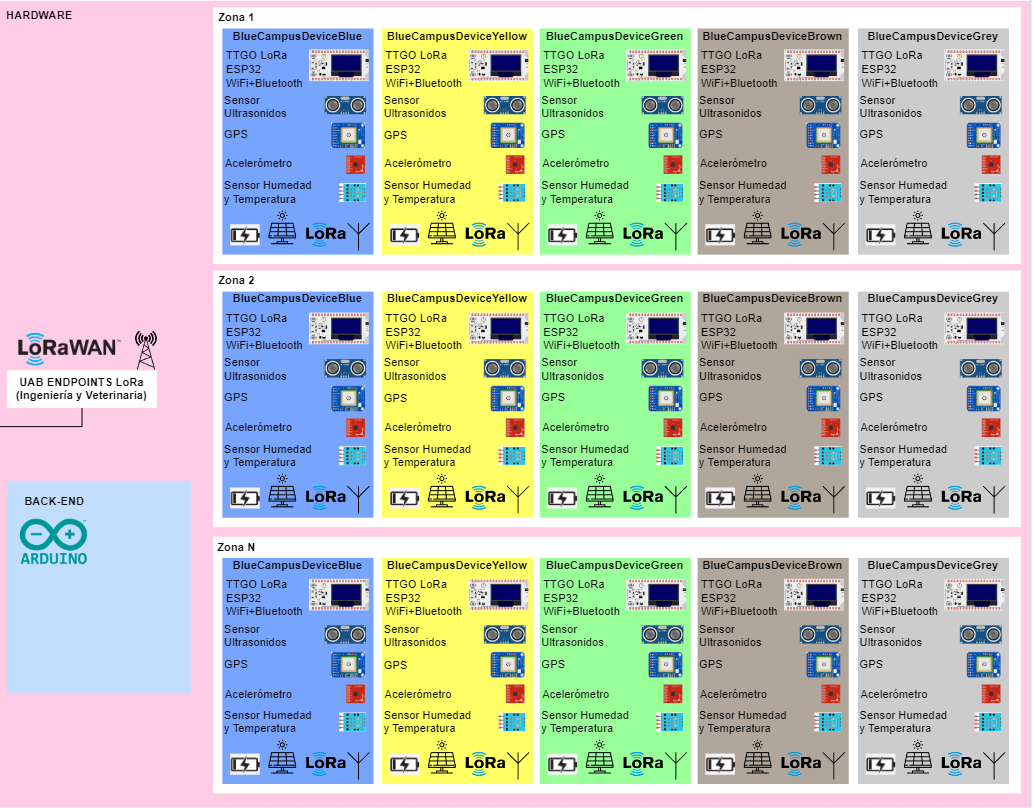 HARDWARE
Zona 1
BlueCampusDeviceBlue
TTGO LoRa
ESP32
WiFi+Bluetooth
Sensor
Ultrasonidos
GPS
Acelerómetro
Sensor Humedad
y Temperatura
LoRa
BlueCampusDeviceYellow
TTGO LoRa
ESP32
WiFi+Bluetooth
Sensor
Ultrasonidos
GPS
Acelerómetro
Sensor Humedad
y Temperatura
LoRa
BlueCampusDeviceGreen
TTGO LoRa
ESP32
WiFi+Bluetooth
Sensor
Ultrasonidos
GPS
Acelerómetro
Sensor Humedad
y Temperatura
LoRa
BlueCampusDeviceBrown
TTGO LoRa
ESP32
WiFi+Bluetooth
Sensor
Ultrasonidos
GPS
Acelerómetro
Sensor Humedad
y Temperatura
LoRa
BlueCampusDeviceGrey
TTGO LoRa
ESP32
WiFi+Bluetooth
Sensor
Ultrasonidos
GPS
Acelerómetro
Sensor Humedad
y Temperatura
LoRa
Zona 2
BlueCampusDeviceBlue
TTGO LoRa
ESP32
WiFi+Bluetooth
Sensor
Ultrasonidos
GPS
Acelerómetro
Sensor Humedad
y Temperatura
LoRa
BlueCampusDeviceYellow
TTGO LoRa
ESP32
WiFi+Bluetooth
Sensor
Ultrasonidos
GPS
Acelerómetro
Sensor Humedad
y Temperatura
LoRa
BlueCampusDeviceGreen
TTGO LoRa
ESP32
WiFi+Bluetooth
Sensor
Ultrasonidos
GPS
Acelerómetro
Sensor Humedad
y Temperatura
LoRa
BlueCampusDeviceBrown
TTGO LoRa
ESP32
WiFi+Bluetooth
Sensor
Ultrasonidos
GPS
Acelerómetro
Sensor Humedad
y Temperatura
LoRa
BlueCampusDeviceGrey
TTGO LoRa
ESP32
WiFi+Bluetooth
Sensor
Ultrasonidos
GPS
Acelerómetro
Sensor Humedad
y Temperatura
LoRa
LoRaWAN™
UAB ENDPOINTS LoRa
(Ingeniería y Veterinaria)
BACK-END
ARDUINO
Zona N
BlueCampusDeviceBlue
TTGO LoRa
ESP32
WiFi+Bluetooth
Sensor
Ultrasonidos
GPS
Acelerómetro
Sensor Humedad
y Temperatura
LoRa
BlueCampusDeviceYellow
TTGO LoRa
ESP32
WiFi+Bluetooth
Sensor
Ultrasonidos
GPS
Acelerómetro
Sensor Humedad
y Temperatura
LoRa
BlueCampusDeviceGreen
TTGO LoRa
ESP32
WiFi+Bluetooth
Sensor
Ultrasonidos
GPS
Acelerómetro
Sensor Humedad
y Temperatura
LoRa
BlueCampusDeviceBrown
TTGO LoRa
ESP32
WiFi+Bluetooth
Sensor
Ultrasonidos
GPS
Acelerómetro
Sensor Humedad
y Temperatura
LoRa
BlueCampusDeviceGrey
TTGO LoRa
ESP32
WiFi+Bluetooth
Sensor
Ultrasonidos
GPS
Acelerómetro
Sensor Humedad
y Temperatura
LoRa